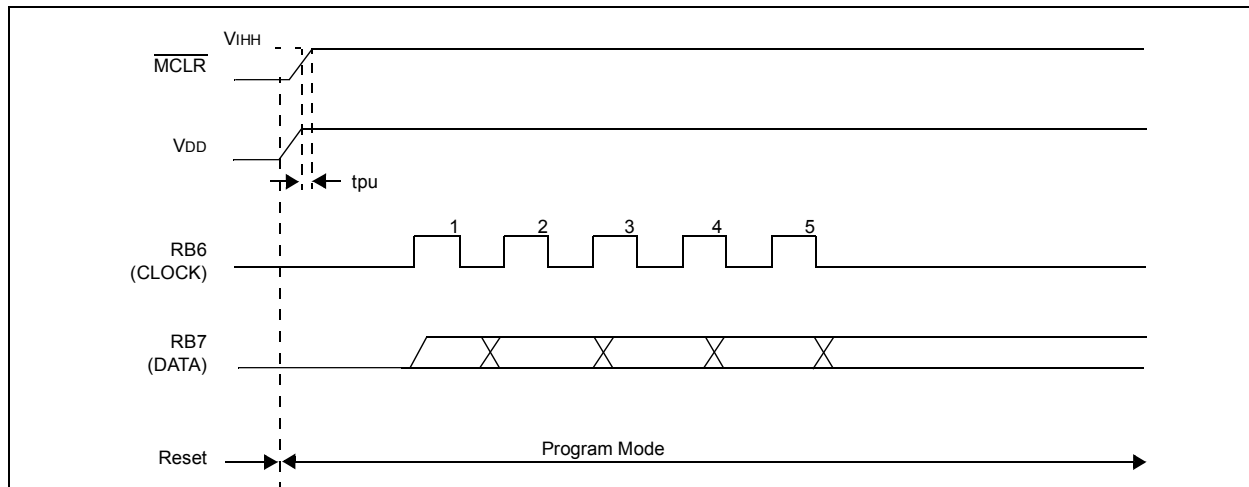 VIHH
MCLR
VDD
tpu
1 2 3 4 5
RB6
(CLOCK)
RB7
(DATA)
Reset
Program Mode